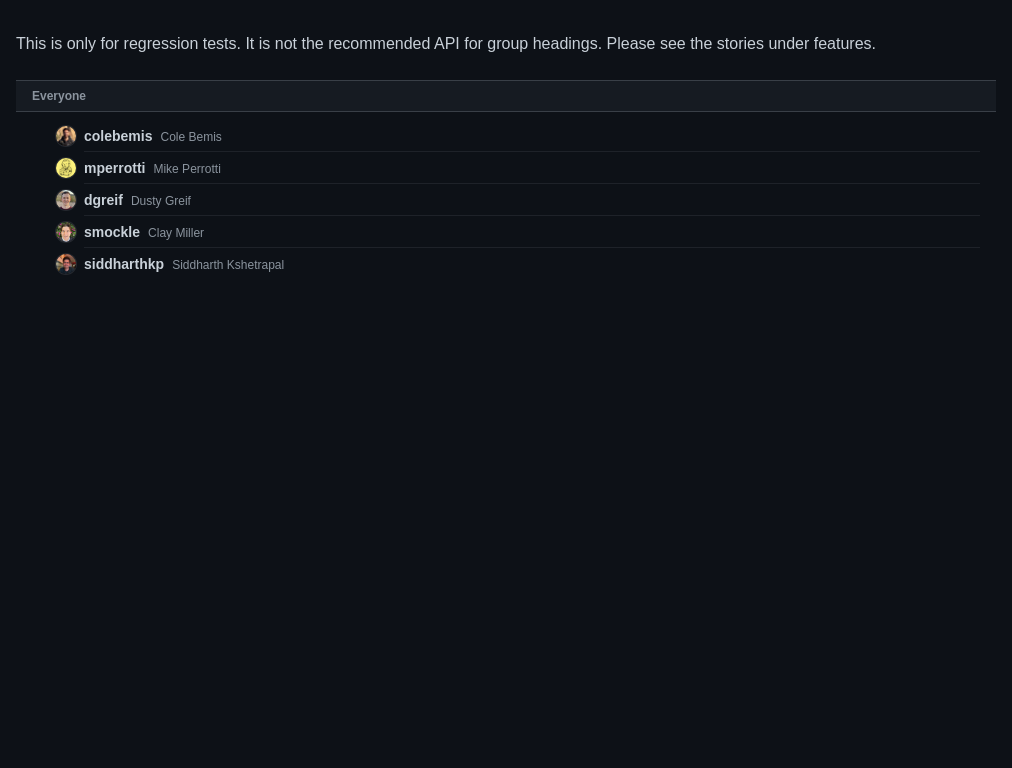 This is only for regression tests. It is not the recommended API for group headings. Please see the stories under features.
Everyone
colebemis Cole Bemis
mperrotti Mike Perrotti
dgreif Dusty Greif
smockle Clay Miller
siddharthkp Siddharth Kshetrapal